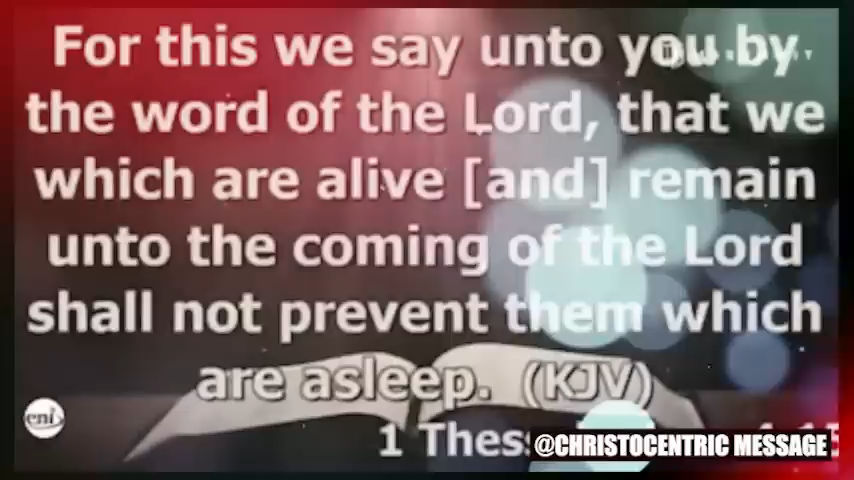 For this we say unto you by
the word of the Lord, that we
which are alive [and] remain
unto the coming of the Lord
shall not prevent them which
are asleep. (KJV)
eni
1 Thess
@CHRISTOCENTRIC MESSAGE